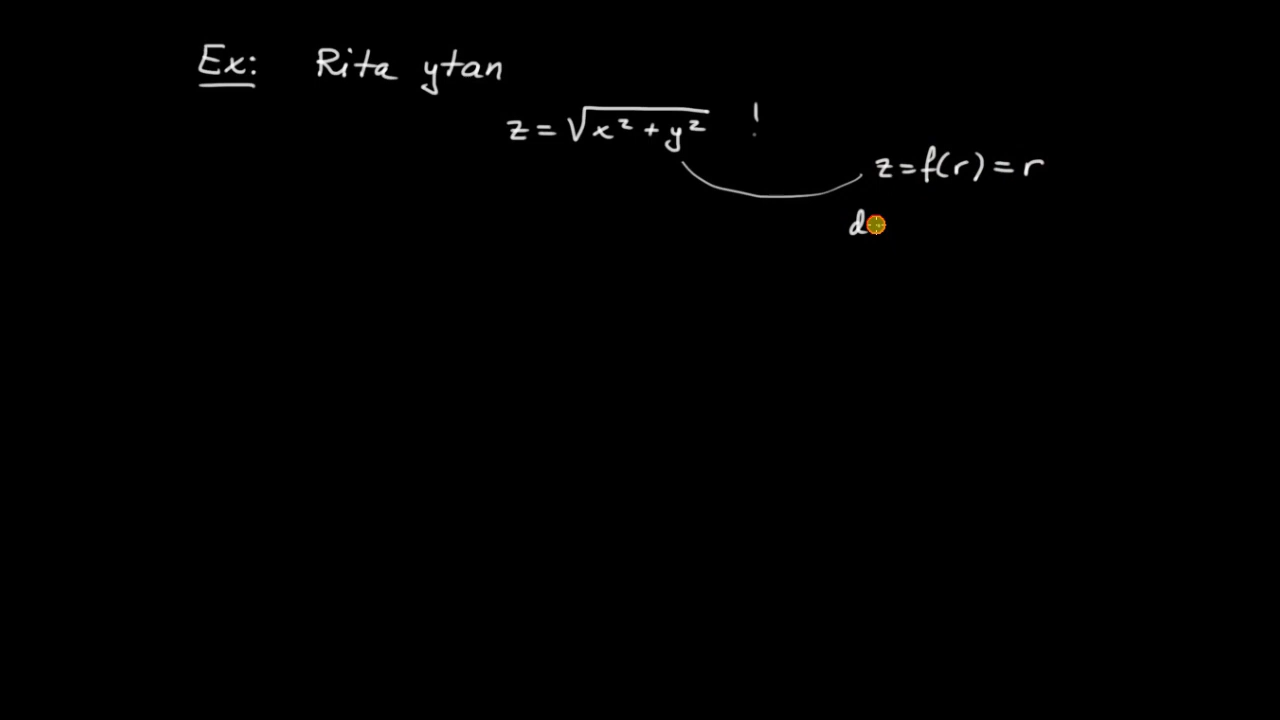 Ex: Rita ytan
z = √x² + y² !
z = f(r) = r
d